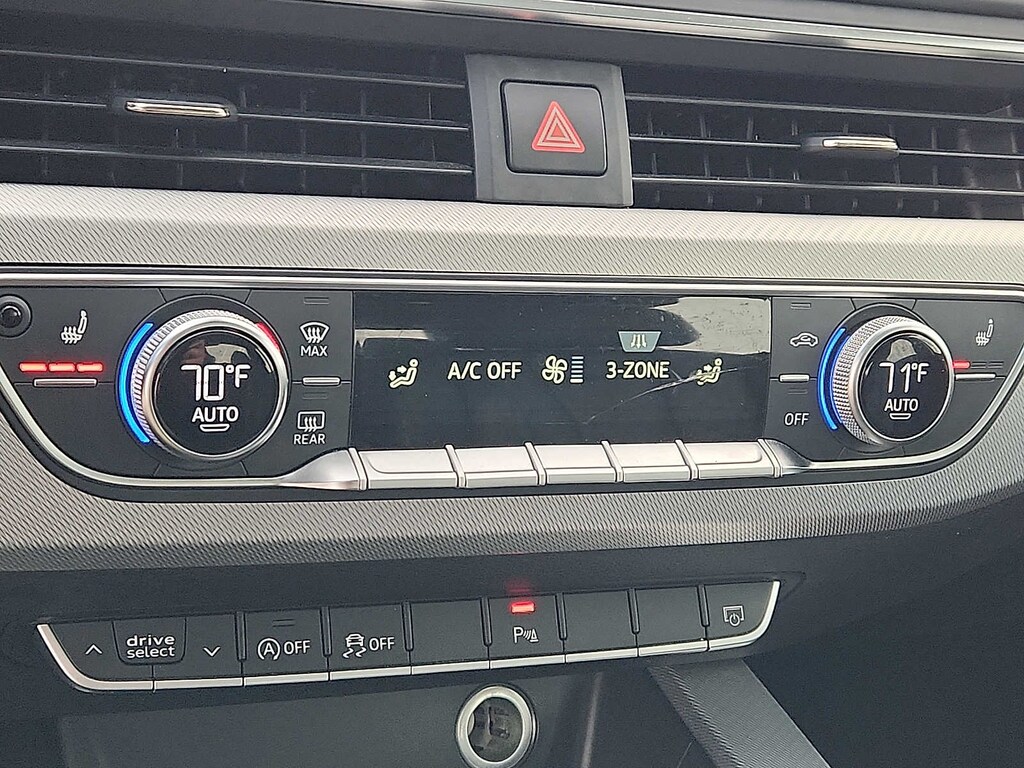 70°F
AUTO
MAX
REAR
A/C OFF
3-ZONE
OFF
71°F
AUTO
drive
select
(A) OFF
OFF
P